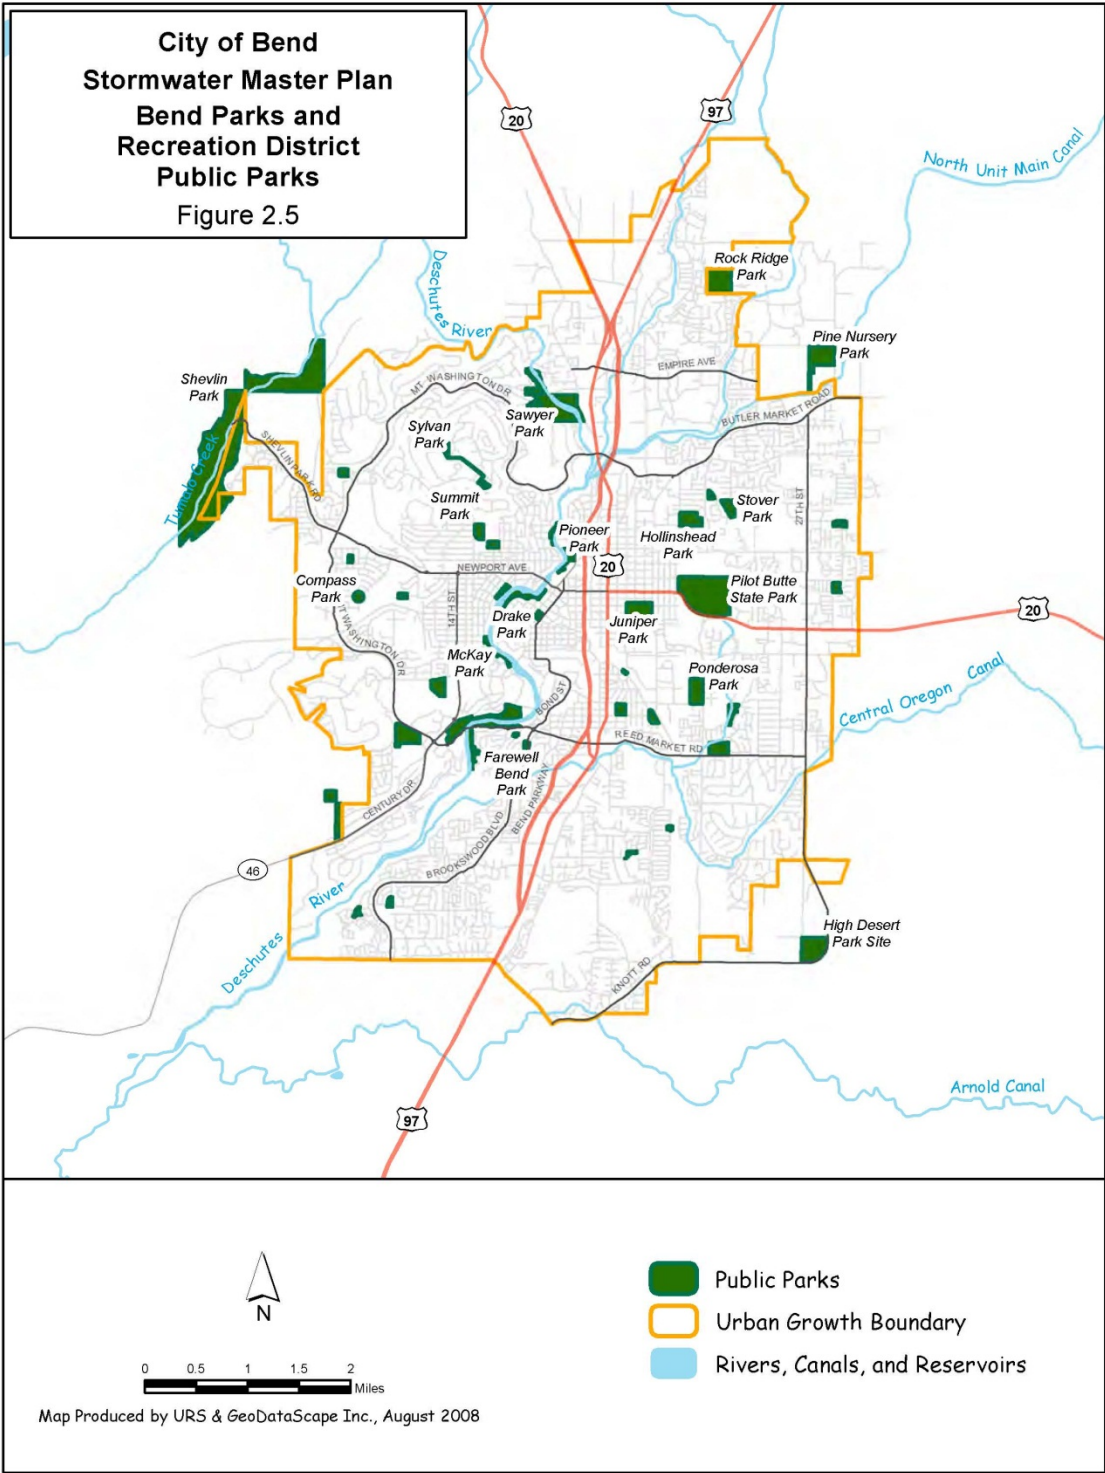 City of Bend
Stormwater Master Plan
Bend Parks and
Recreation District
Public Parks
Figure 2.5
20
97
North Unit Main Canal
Deschutes
River
Rock Ridge
Park
Pine Nursery
Park
EMPIRE AVE
Shevlin
Park
MT. WASHINGTON DR
Sawyer
Park
BUTLER MARKET ROAD
Sylvan
Park
SHEVLIN PARK RD
Tumalo Creek
Summit
Park
Stover
Park
27TH ST
Pioneer
Park
Hollinshead
Park
20
NEWPORT AVE
Compass
Park
Pilot Butte
State Park
14TH ST
20
Drake
Park
Juniper
Park
MT WASHINGTON DR
McKay
Park
Ponderosa
Park
Central Oregon Canal
BOND ST
REED MARKET RD
Farewell
Bend
Park
CENTURY DR
BEND PARKWAY
BROOKSWOOD BLVD
46
River
Deschutes
High Desert
Park Site
KNOTT RD
Arnold Canal
97
N
Public Parks
Urban Growth Boundary
Rivers, Canals, and Reservoirs
0 0.5 1 1.5 2
Miles
Map Produced by URS & GeoDataScape Inc., August 2008